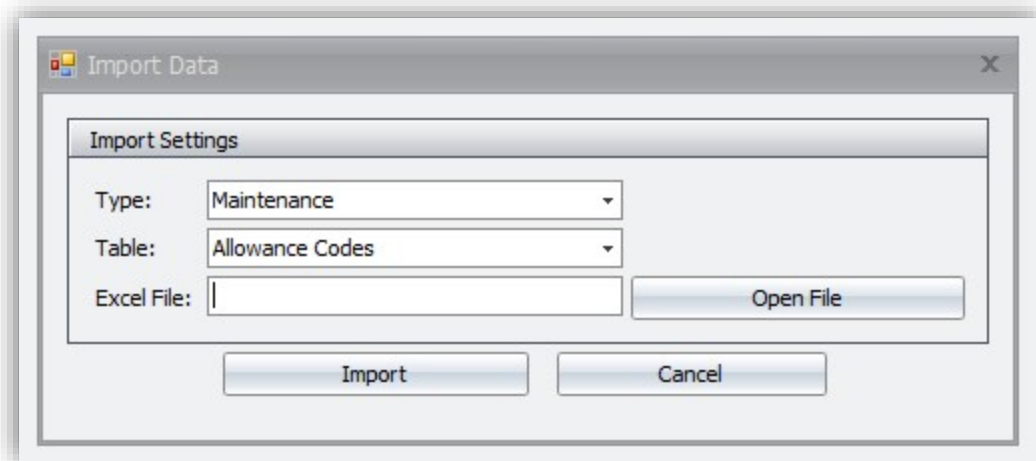 Import Data
Import Settings
Type: Maintenance
Table: Allowance Codes
Excel File: Open File
Import Cancel